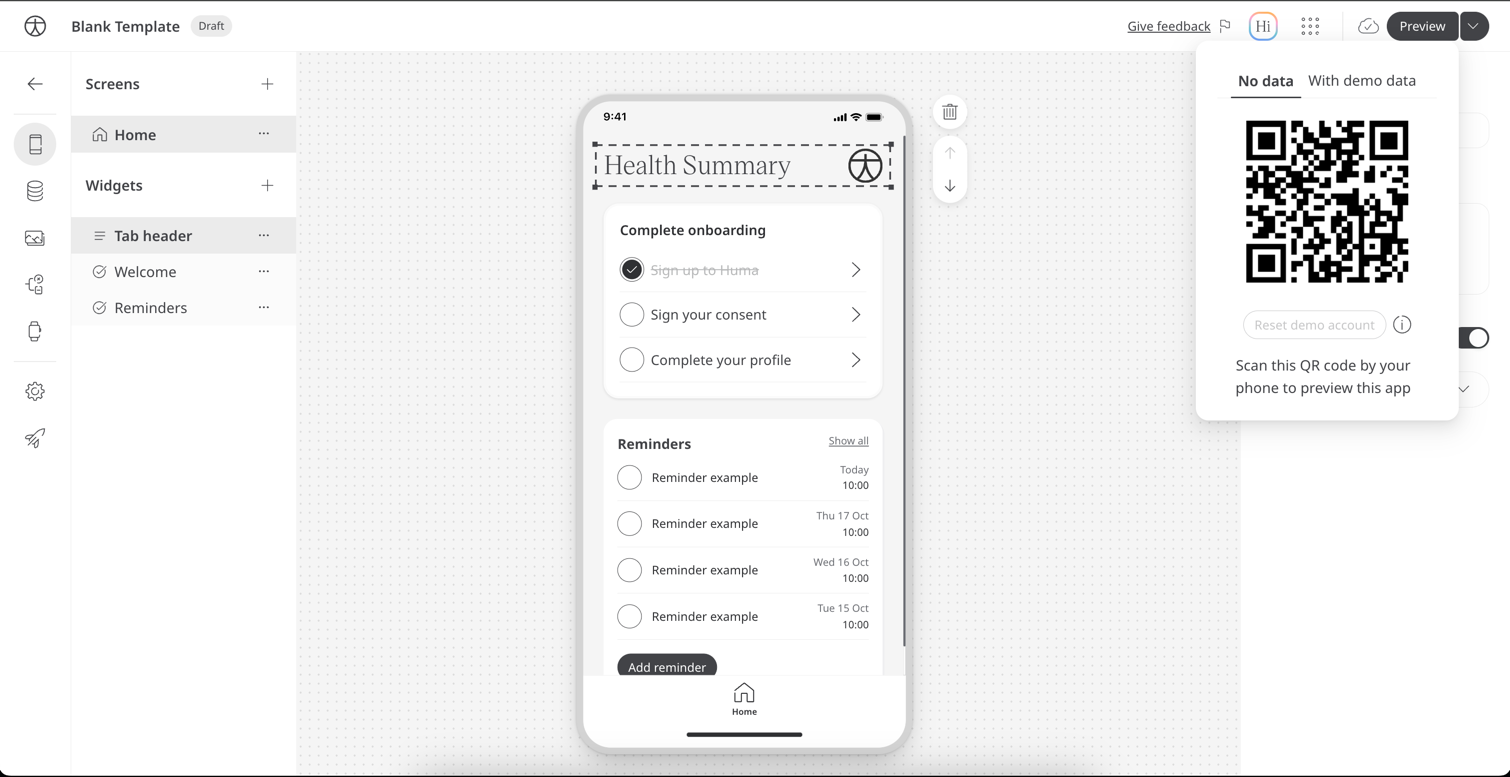 Blank Template
Draft
Give feedback
Hi
Preview
Screens
Home
Widgets
Tab header
Welcome
Reminders
9:41
Health Summary
Complete onboarding
Sign up to Huma
Sign your consent
Complete your profile
Reminders
Show all
Reminder example
Today
10:00
Reminder example
Thu 17 Oct
10:00
Reminder example
Wed 16 Oct
10:00
Reminder example
Tue 15 Oct
10:00
Add reminder
Home
No data
With demo data
Reset demo account
Scan this QR code by your
phone to preview this app